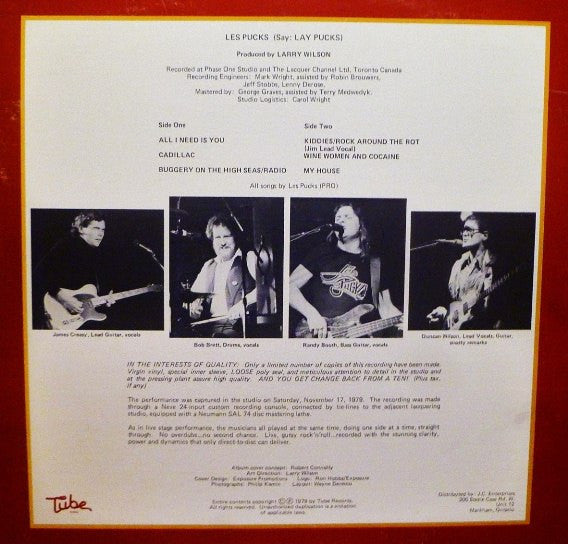 LES PUCKS (Say: LAY PUCKS)
Produced by LARRY WILSON
Recorded at Phase One Studio and The Lacquer Channel Ltd, Toronto Canada
Recording Engineers: Mark Wright, assisted by Robin Brouwers,
Jeff Stobbs, Lenny Derose,
Mastered by: George Graves, assisted by Terry Medwedyk,
Studio Logistics: Carol Wright
Side One
ALL I NEED IS YOU
CADILLAC
BUGGERY ON THE HIGH SEAS/RADIO
Side Two
KIDDIES/ROCK AROUND THE ROT
(Jim Lead Vocal)
WINE WOMEN AND COCAINE
MY HOUSE
All songs by Les Pucks (PRO)
James Creasy, Lead Guitar, vocals
Bob Brett, Drums, vocals
Randy Booth, Bass Guitar, vocals
Duncan Wilson, Lead Vocals, Guitar,
snotty remarks
IN THE INTERESTS OF QUALITY: Only a limited number of copies of this recording have been made.
Virgin vinyl, special inner sleeve, LOOSE poly seal, and meticulous attention to detail in the studio and
at the pressing plant assure high quality. AND YOU GET CHANGE BACK FROM A TEN! (Plus tax,
if any)
The performance was captured in the studio on Saturday, November 17, 1979. The recording was made
through a Neve 24 input custom recording console, connected by tie-lines to the adjacent lacquering
studio, equipped with a Neumann SAL 74 disc mastering lathe.
As in live stage performance, the musicians all played at the same time, doing one side at a time, straight
through. No overdubs...no second chance. Live, gutsy rock'n'roll...recorded with the stunning clarity,
power and dynamics that only direct-to-disc can deliver.
Album cover concept: Robert Connolly
Art Direction: Larry Wilson
Cover Design: Exposure Promotions Logo: Ron Hobbs/Exposure
Photographs: Philip Kamin Layout: Wayne
Entire contents copyright © ℗ 1979 by Tube Records.
All rights reserved. Unauthorized duplication is a violation
of applicable laws.
Tube
Distributed by: J.C. Enterprises
200 Steele Case Rd. W.
Unit 12
Markham, Ontario